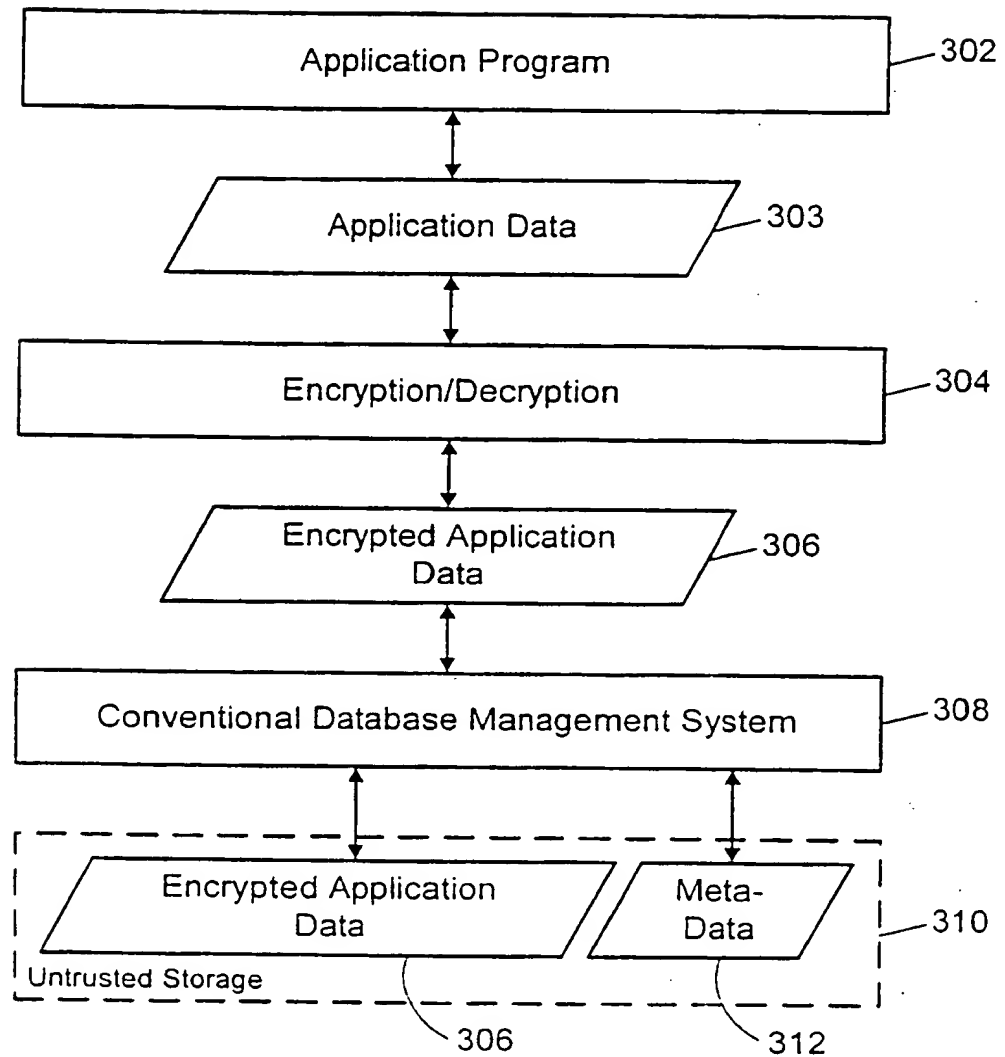 Application Program
302
Application Data
303
Encryption/Decryption
304
Encrypted Application
Data
306
Conventional Database Management System
308
Encrypted Application
Data
Meta-
Data
310
Untrusted Storage
306
312